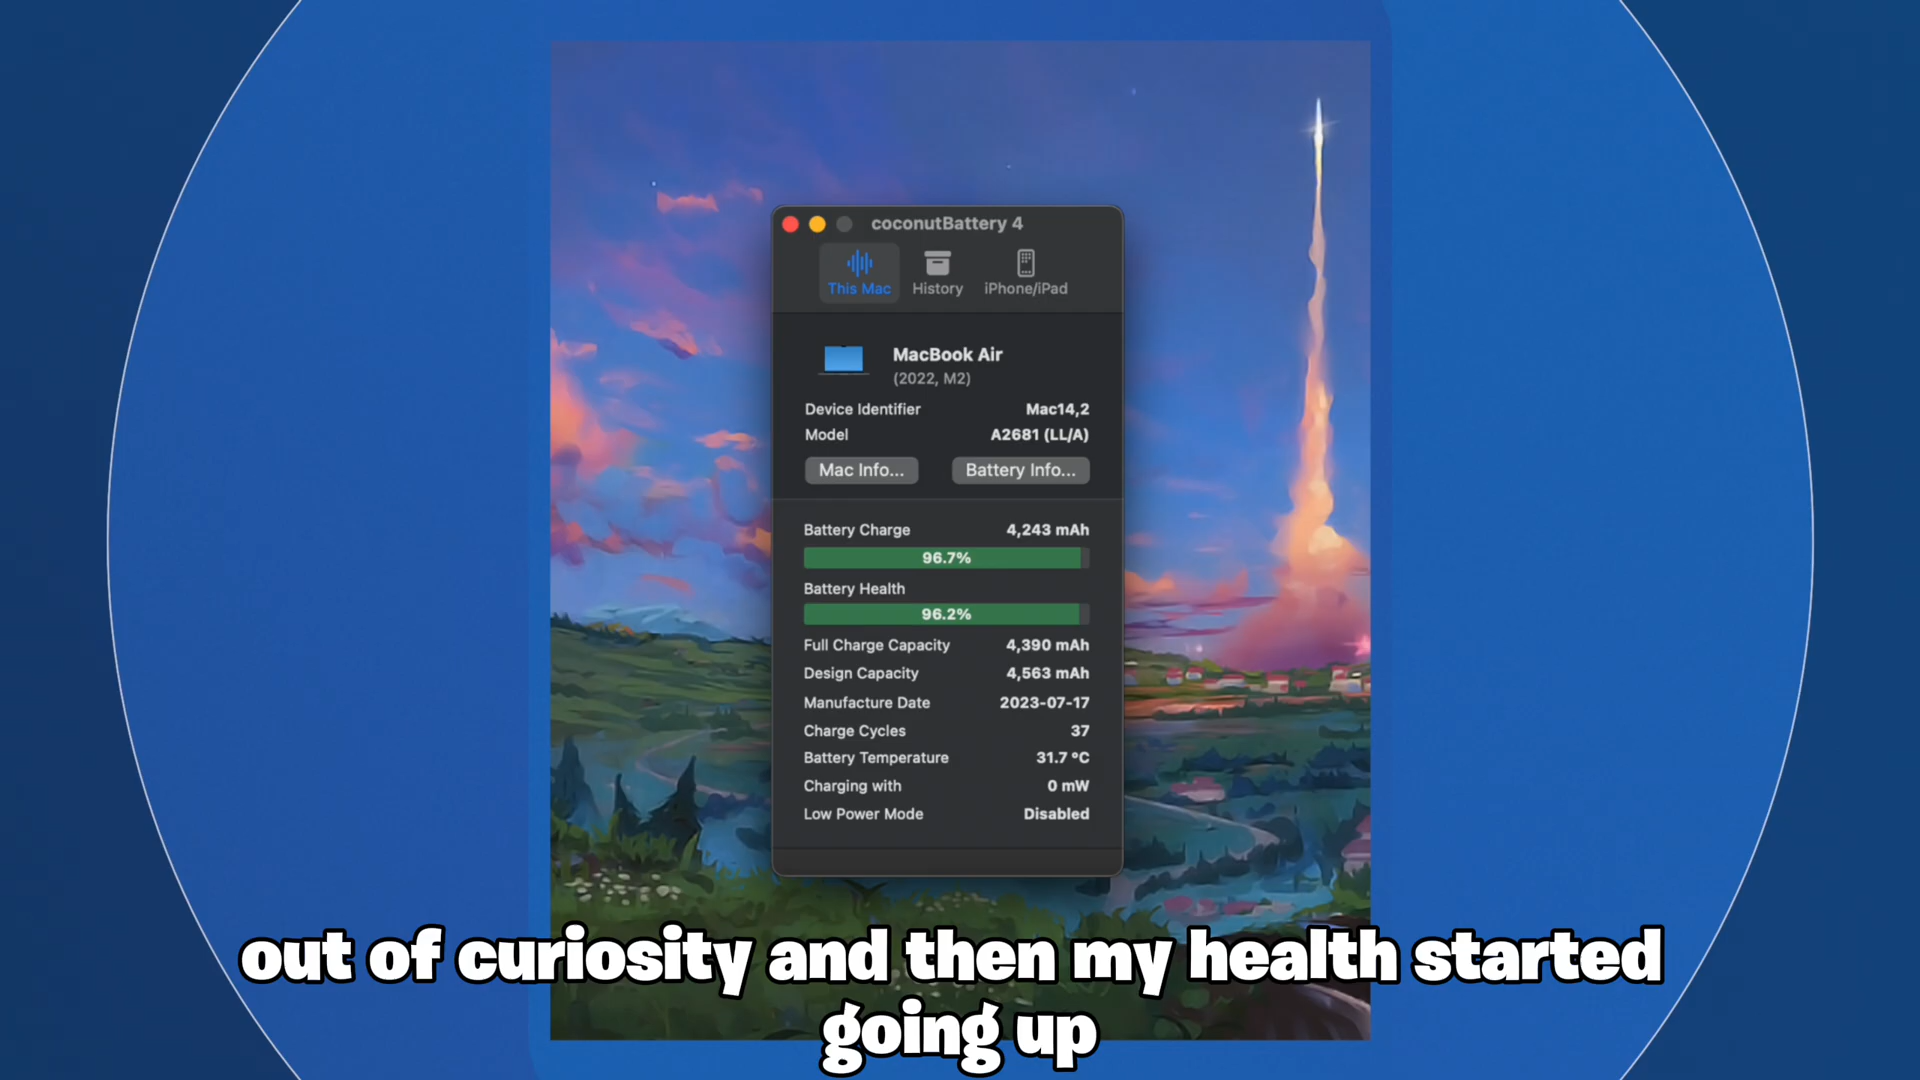 coconutBattery 4
This Mac History iPhone/iPad
MacBook Air
(2022, M2)
Device Identifier Mac14,2
Model A2681 (LL/A)
Mac Info... Battery Info...
Battery Charge 4,243 mAh
96.7%
Battery Health
96.2%
Full Charge Capacity 4,390 mAh
Design Capacity 4,563 mAh
Manufacture Date 2023-07-17
Charge Cycles 37
Battery Temperature 31.7 °C
Charging with 0 mW
Low Power Mode Disabled
out of curiosity and then my health started
going up